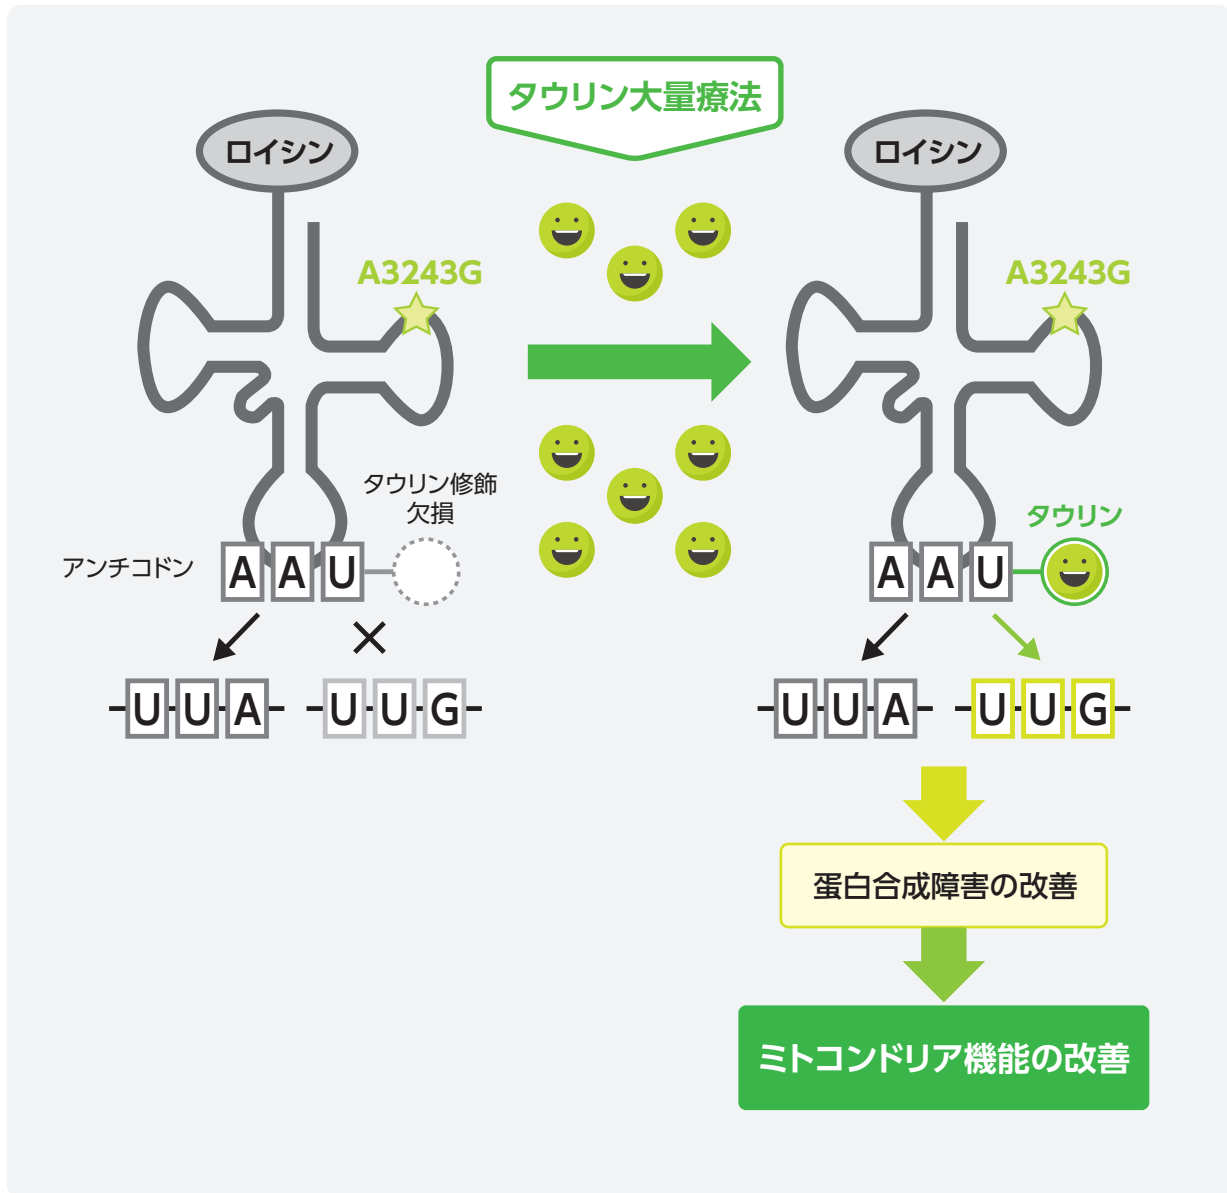 タウリン大量療法
ロイシン
A3243G
タウリン修飾
欠損
アンチコドン
A A U
U U A
U U G
ロイシン
A3243G
タウリン
A A U
U U A
U U G
蛋白合成障害の改善
ミトコンドリア機能の改善